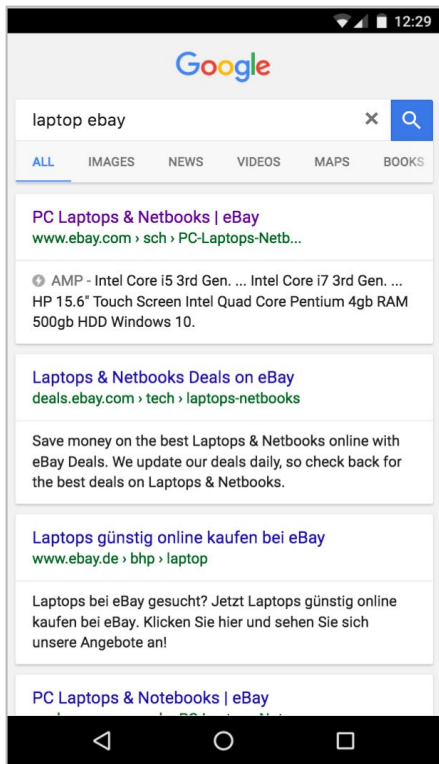 12:29
Google
laptop ebay
ALL IMAGES NEWS VIDEOS MAPS BOOKS
PC Laptops & Netbooks | eBay
www.ebay.com › sch › PC-Laptops-Netb...
AMP - Intel Core i5 3rd Gen. ... Intel Core i7 3rd Gen. ...
HP 15.6" Touch Screen Intel Quad Core Pentium 4gb RAM
500gb HDD Windows 10.
Laptops & Netbooks Deals on eBay
deals.ebay.com › tech › laptops-netbooks
Save money on the best Laptops & Netbooks online with
eBay Deals. We update our deals daily, so check back for
the best deals on Laptops & Netbooks.
Laptops günstig online kaufen bei eBay
www.ebay.de › bhp › laptop
Laptops bei eBay gesucht? Jetzt Laptops günstig online
kaufen bei eBay. Klicken Sie hier und sehen Sie sich
unsere Angebote an!
PC Laptops & Notebooks | eBay